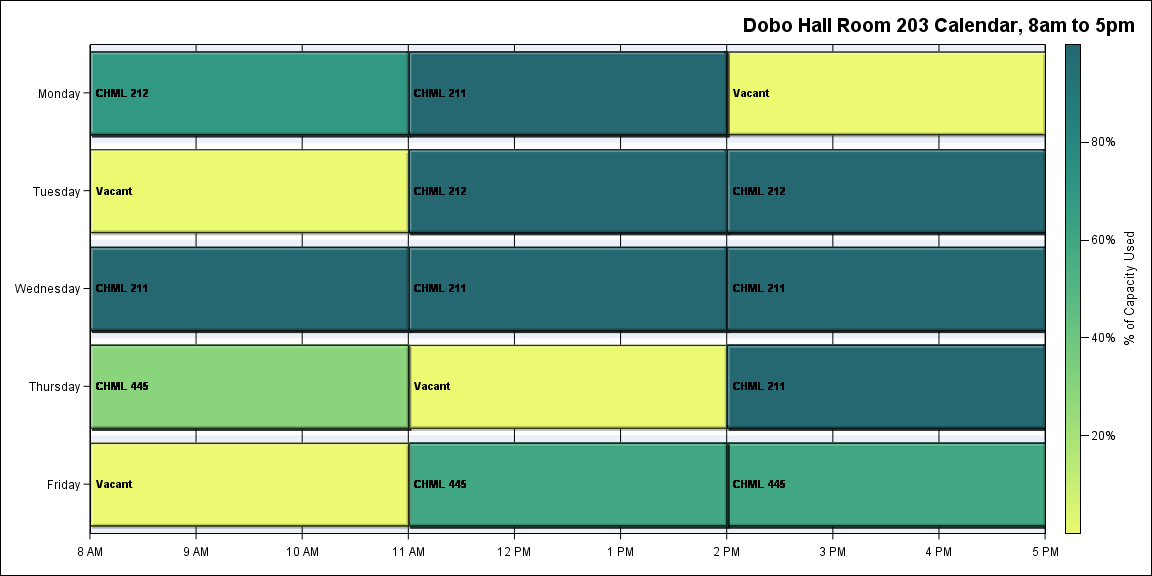 Dobo Hall Room 203 Calendar, 8am to 5pm
Monday
CHML 212
CHML 211
Vacant
Tuesday
Vacant
CHML 212
CHML 212
Wednesday
CHML 211
CHML 211
CHML 211
Thursday
CHML 445
Vacant
CHML 211
Friday
Vacant
CHML 445
CHML 445
8 AM
9 AM
10 AM
11 AM
12 PM
1 PM
2 PM
3 PM
4 PM
5 PM
80%
60%
40%
20%
% of Capacity Used